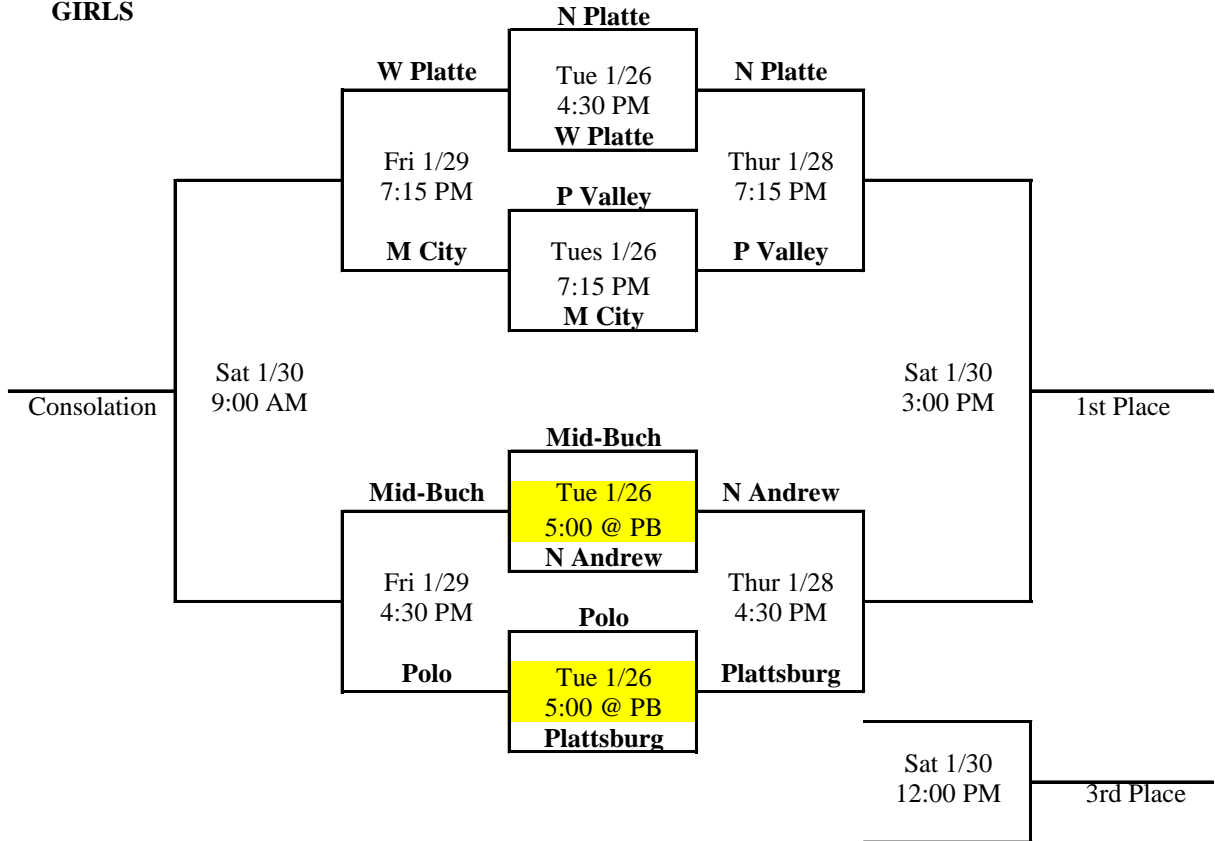 GIRLS
N Platte
W Platte
Tue 1/26
N Platte
4:30 PM
W Platte
Fri 1/29
Thur 1/28
7:15 PM
7:15 PM
P Valley
M City
Tues 1/26
P Valley
7:15 PM
M City
Sat 1/30
Sat 1/30
Consolation
9:00 AM
3:00 PM
1st Place
Mid-Buch
Mid-Buch
Tue 1/26
N Andrew
5:00 @ PB
N Andrew
Fri 1/29
Thur 1/28
4:30 PM
4:30 PM
Polo
Polo
Tue 1/26
Plattsburg
5:00 @ PB
Plattsburg
Sat 1/30
12:00 PM
3rd Place